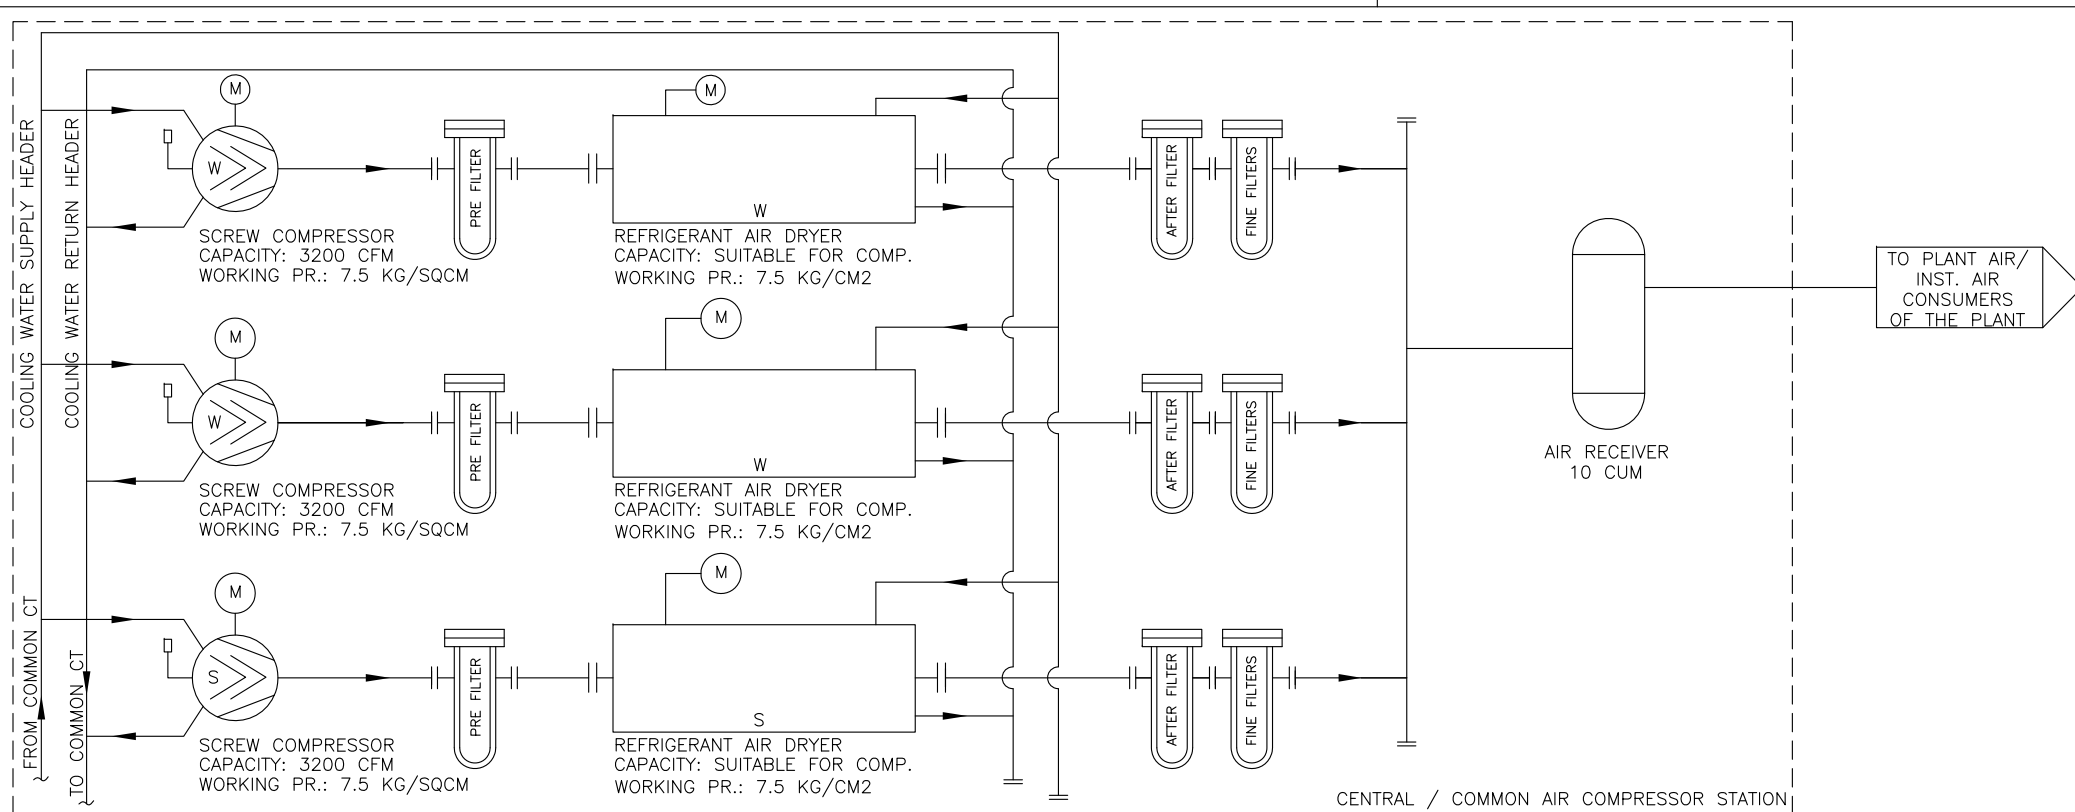 COOLING WATER SUPPLY HEADER
COOLING WATER RETURN HEADER
FROM COMMON CT
TO COMMON CT
M
W
SCREW COMPRESSOR
CAPACITY: 3200 CFM
WORKING PR.: 7.5 KG/SQCM
PRE FILTER
M
W
REFRIGERANT AIR DRYER
CAPACITY: SUITABLE FOR COMP.
WORKING PR.: 7.5 KG/CM2
AFTER FILTER
FINE FILTERS
M
W
SCREW COMPRESSOR
CAPACITY: 3200 CFM
WORKING PR.: 7.5 KG/SQCM
PRE FILTER
M
W
REFRIGERANT AIR DRYER
CAPACITY: SUITABLE FOR COMP.
WORKING PR.: 7.5 KG/CM2
AFTER FILTER
FINE FILTERS
M
S
SCREW COMPRESSOR
CAPACITY: 3200 CFM
WORKING PR.: 7.5 KG/SQCM
PRE FILTER
M
S
REFRIGERANT AIR DRYER
CAPACITY: SUITABLE FOR COMP.
WORKING PR.: 7.5 KG/CM2
AFTER FILTER
FINE FILTERS
AIR RECEIVER
10 CUM
TO PLANT AIR/
INST. AIR
CONSUMERS
OF THE PLANT
CENTRAL / COMMON AIR COMPRESSOR STATION